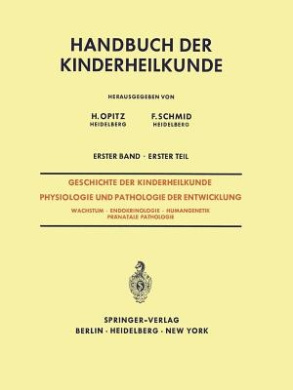 HANDBUCH DER
KINDERHEILKUNDE
HERAUSGEGEBEN VON
H. OPITZ F. SCHMID
HEIDELBERG HEIDELBERG
ERSTER BAND · ERSTER TEIL
GESCHICHTE DER KINDERHEILKUNDE
PHYSIOLOGIE UND PATHOLOGIE DER ENTWICKLUNG
WACHSTUM · ENDOKRINOLOGIE · HUMANGENETIK
PRÄNATALE PATHOLOGIE
SPRINGER-VERLAG
BERLIN · HEIDELBERG · NEW YORK